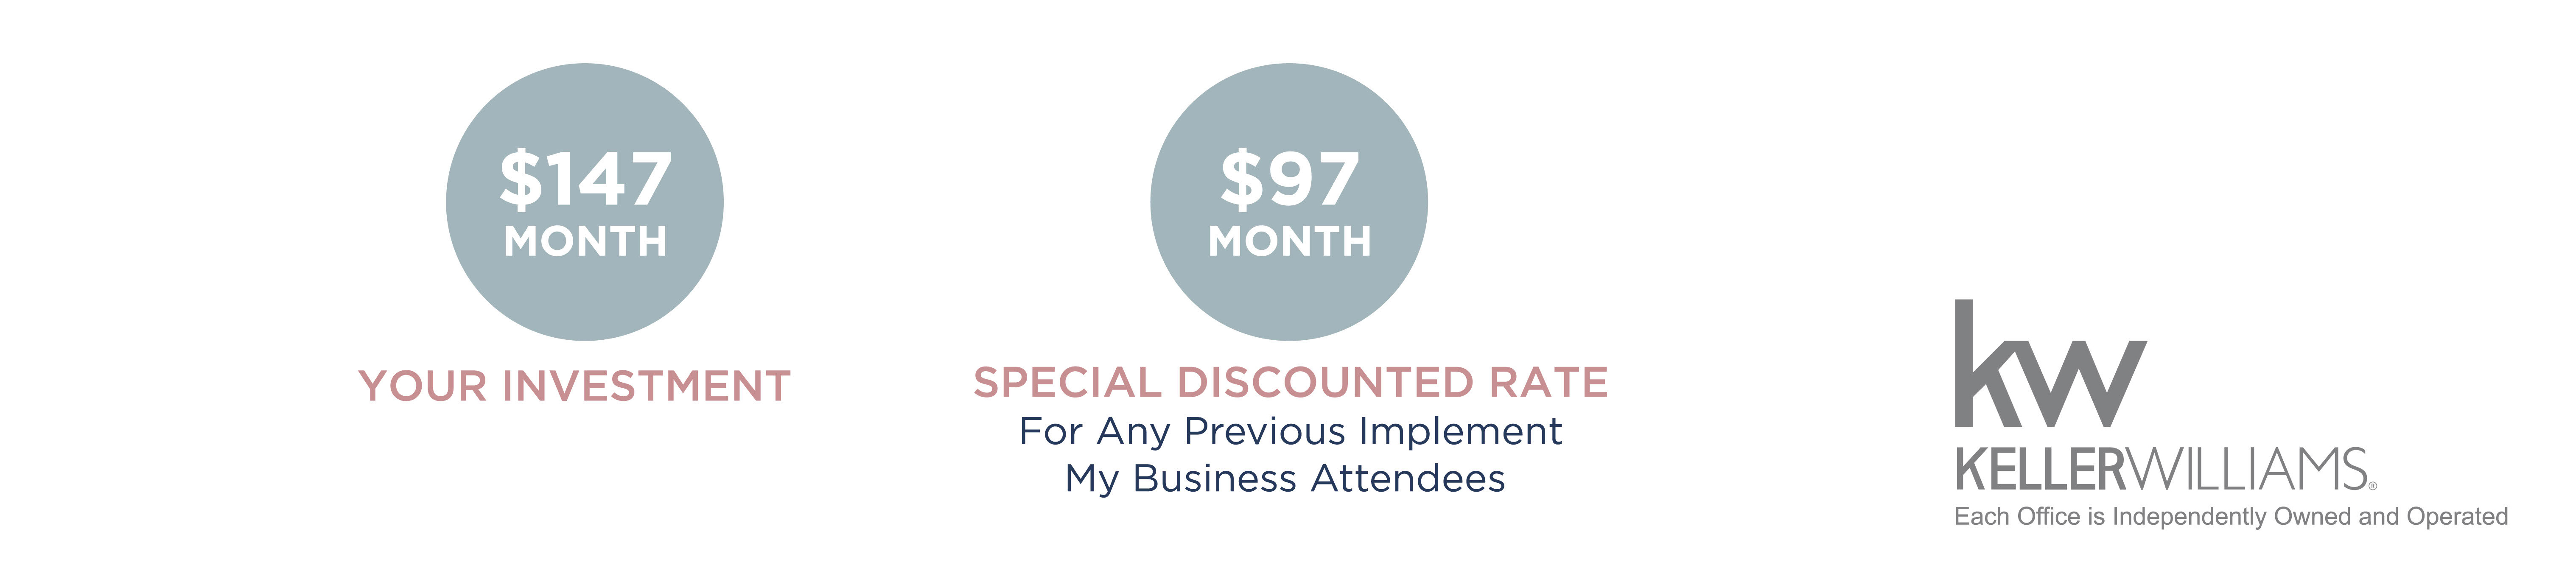 $147
MONTH
YOUR INVESTMENT
$97
MONTH
SPECIAL DISCOUNTED RATE
For Any Previous Implement
My Business Attendees
kw
KELLERWILLIAMS®
Each Office is Independently Owned and Operated